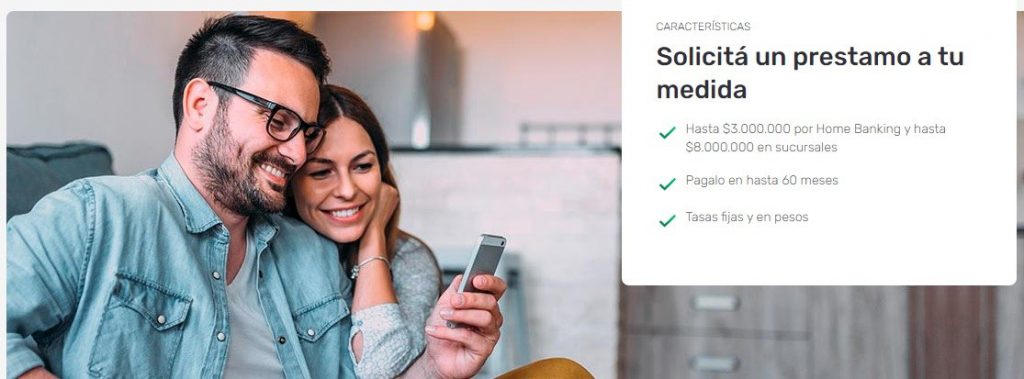 CARACTERÍSTICAS
Solicitá un prestamo a tu
medida
Hasta $3.000.000 por Home Banking y hasta
$8.000.000 en sucursales
Pagalo en hasta 60 meses
Tasas fijas y en pesos